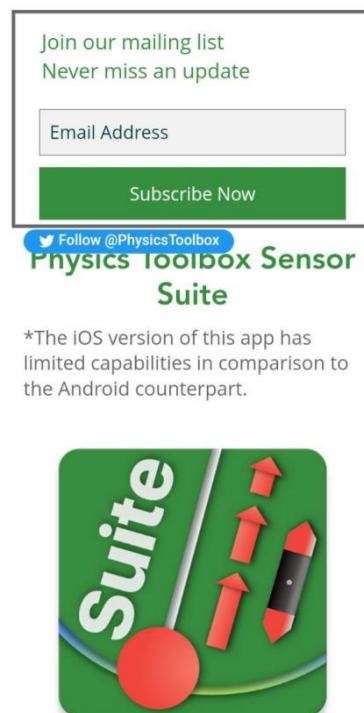 Join our mailing list
Never miss an update
Email Address
Subscribe Now
Follow @PhysicsToolbox
Physics Toolbox Sensor
Suite
*The iOS version of this app has
limited capabilities in comparison to
the Android counterpart.
Suite